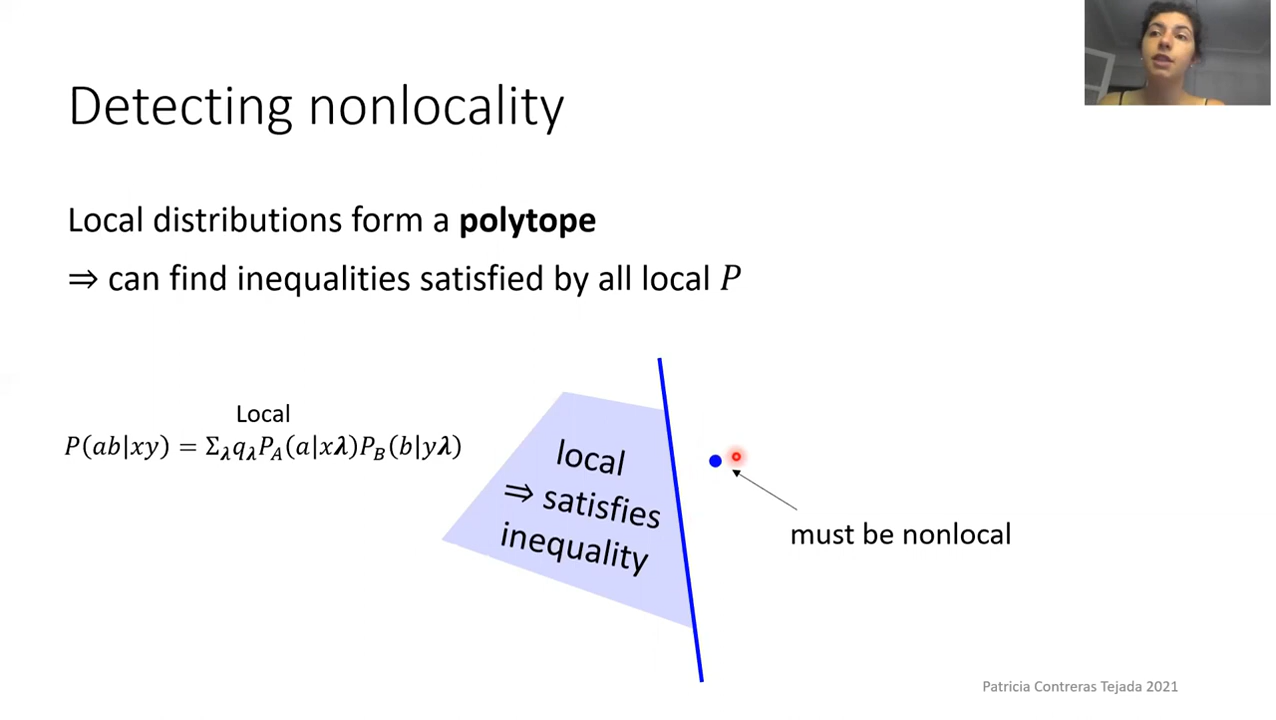 Detecting nonlocality
Local distributions form a polytope
⇒ can find inequalities satisfied by all local P
Local
P(ab|xy) = Σ_λ q_λ P_A(a|xλ)P_B(b|yλ)
local
⇒ satisfies
inequality
must be nonlocal
Patricia Contreras Tejada 2021